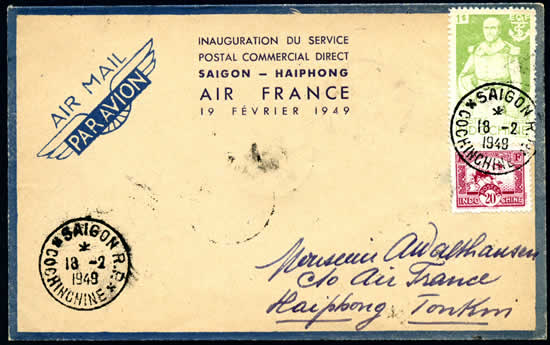 AIR MAIL
PAR AVION
INAUGURATION DU SERVICE
POSTAL COMMERCIAL DIRECT
SAIGON – HAIPHONG
AIR FRANCE
19 FÉVRIER 1949
1$ E.O.F.
SAIGON R.P.
18 -2
1949
COCHINCHINE
F
20
INDOCHINE
SAIGON R.P.
18 -2
1949
COCHINCHINE
Monsieur
c/o Air France
Haiphong Tonkin